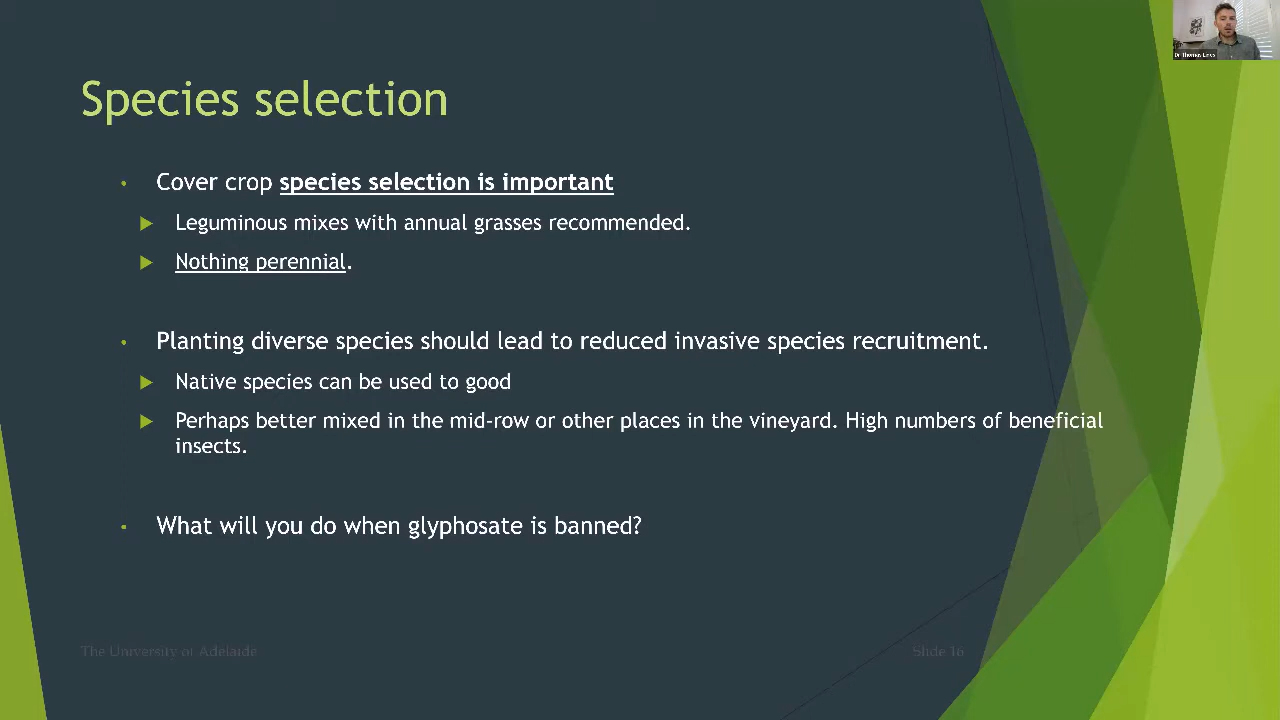 Dr Thomas Lines
Species selection
• Cover crop species selection is important
Leguminous mixes with annual grasses recommended.
Nothing perennial.
• Planting diverse species should lead to reduced invasive species recruitment.
Native species can be used to good
Perhaps better mixed in the mid-row or other places in the vineyard. High numbers of beneficial
insects.
• What will you do when glyphosate is banned?
The University of Adelaide
Slide 16